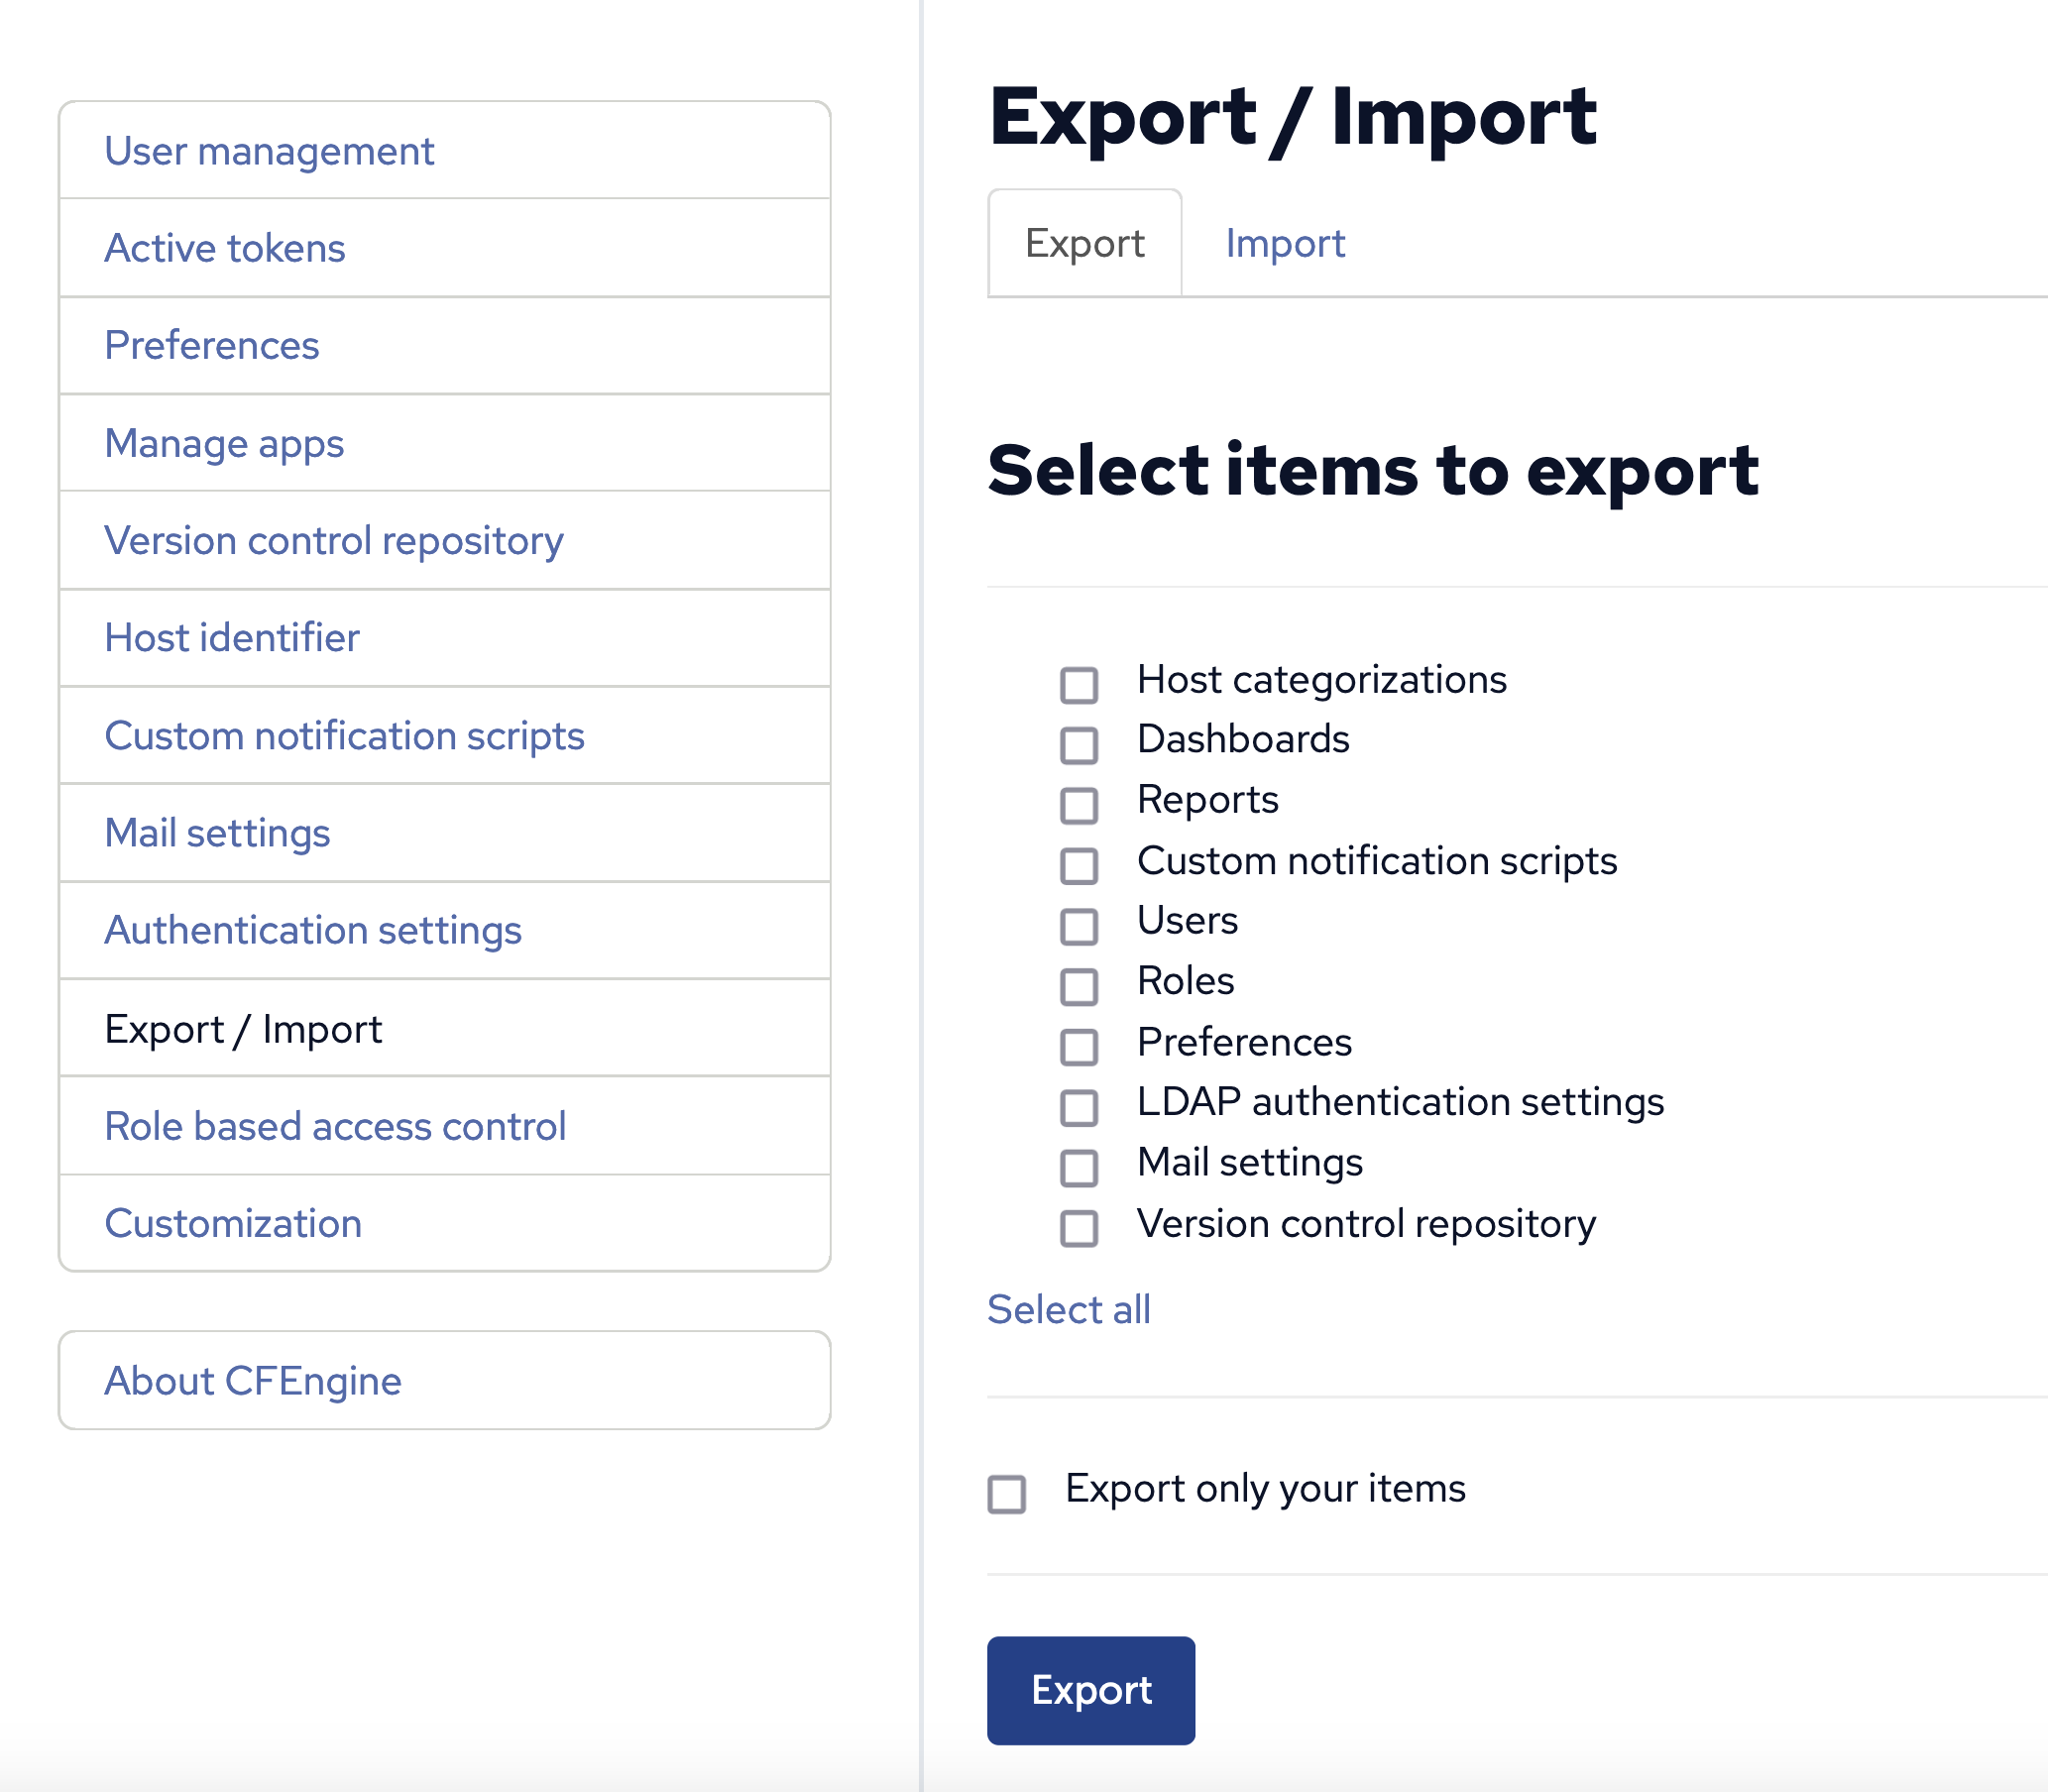 User management
Active tokens
Preferences
Manage apps
Version control repository
Host identifier
Custom notification scripts
Mail settings
Authentication settings
Export / Import
Role based access control
Customization
About CFEngine
Export / Import
Export
Import
Select items to export
Host categorizations
Dashboards
Reports
Custom notification scripts
Users
Roles
Preferences
LDAP authentication settings
Mail settings
Version control repository
Select all
Export only your items
Export